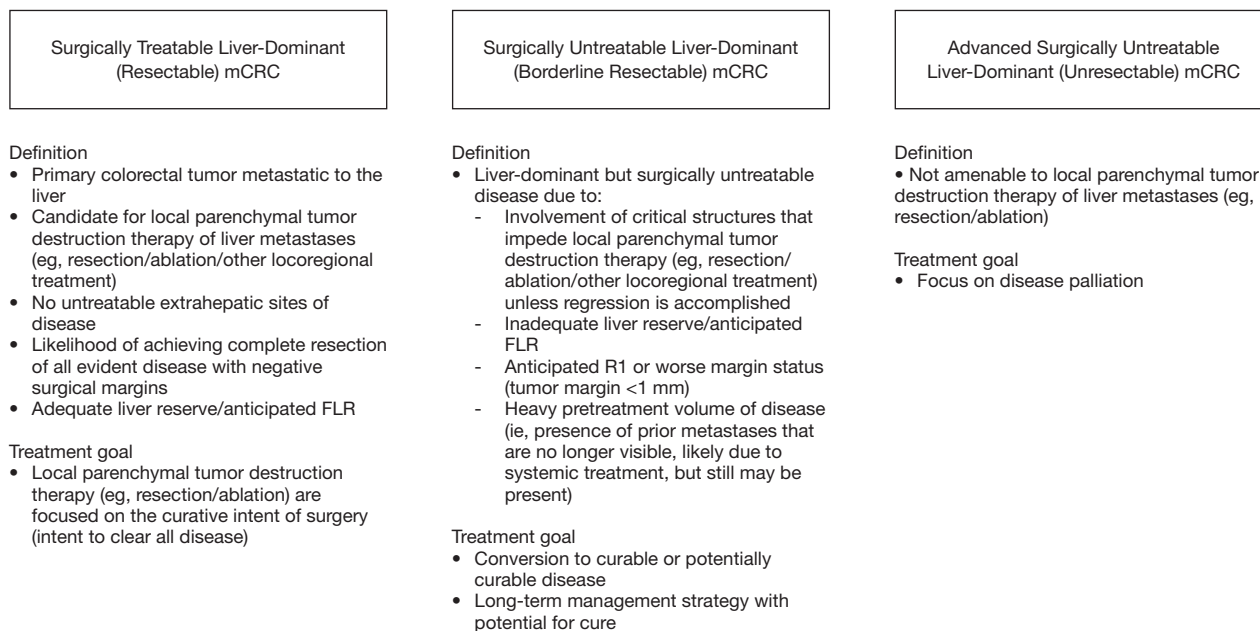 Surgically Treatable Liver-Dominant
(Resectable) mCRC
Definition
• Primary colorectal tumor metastatic to the
liver
• Candidate for local parenchymal tumor
destruction therapy of liver metastases
(eg, resection/ablation/other locoregional
treatment)
• No untreatable extrahepatic sites of
disease
• Likelihood of achieving complete resection
of all evident disease with negative
surgical margins
• Adequate liver reserve/anticipated FLR
Treatment goal
• Local parenchymal tumor destruction
therapy (eg, resection/ablation) are
focused on the curative intent of surgery
(intent to clear all disease)
Surgically Untreatable Liver-Dominant
(Borderline Resectable) mCRC
Definition
• Liver-dominant but surgically untreatable
disease due to:
- Involvement of critical structures that
impede local parenchymal tumor
destruction therapy (eg, resection/
ablation/other locoregional treatment)
unless regression is accomplished
- Inadequate liver reserve/anticipated
FLR
- Anticipated R1 or worse margin status
(tumor margin <1 mm)
- Heavy pretreatment volume of disease
(ie, presence of prior metastases that
are no longer visible, likely due to
systemic treatment, but still may be
present)
Treatment goal
• Conversion to curable or potentially
curable disease
• Long-term management strategy with
potential for cure
Advanced Surgically Untreatable
Liver-Dominant (Unresectable) mCRC
Definition
• Not amenable to local parenchymal tumor
destruction therapy of liver metastases (eg,
resection/ablation)
Treatment goal
• Focus on disease palliation